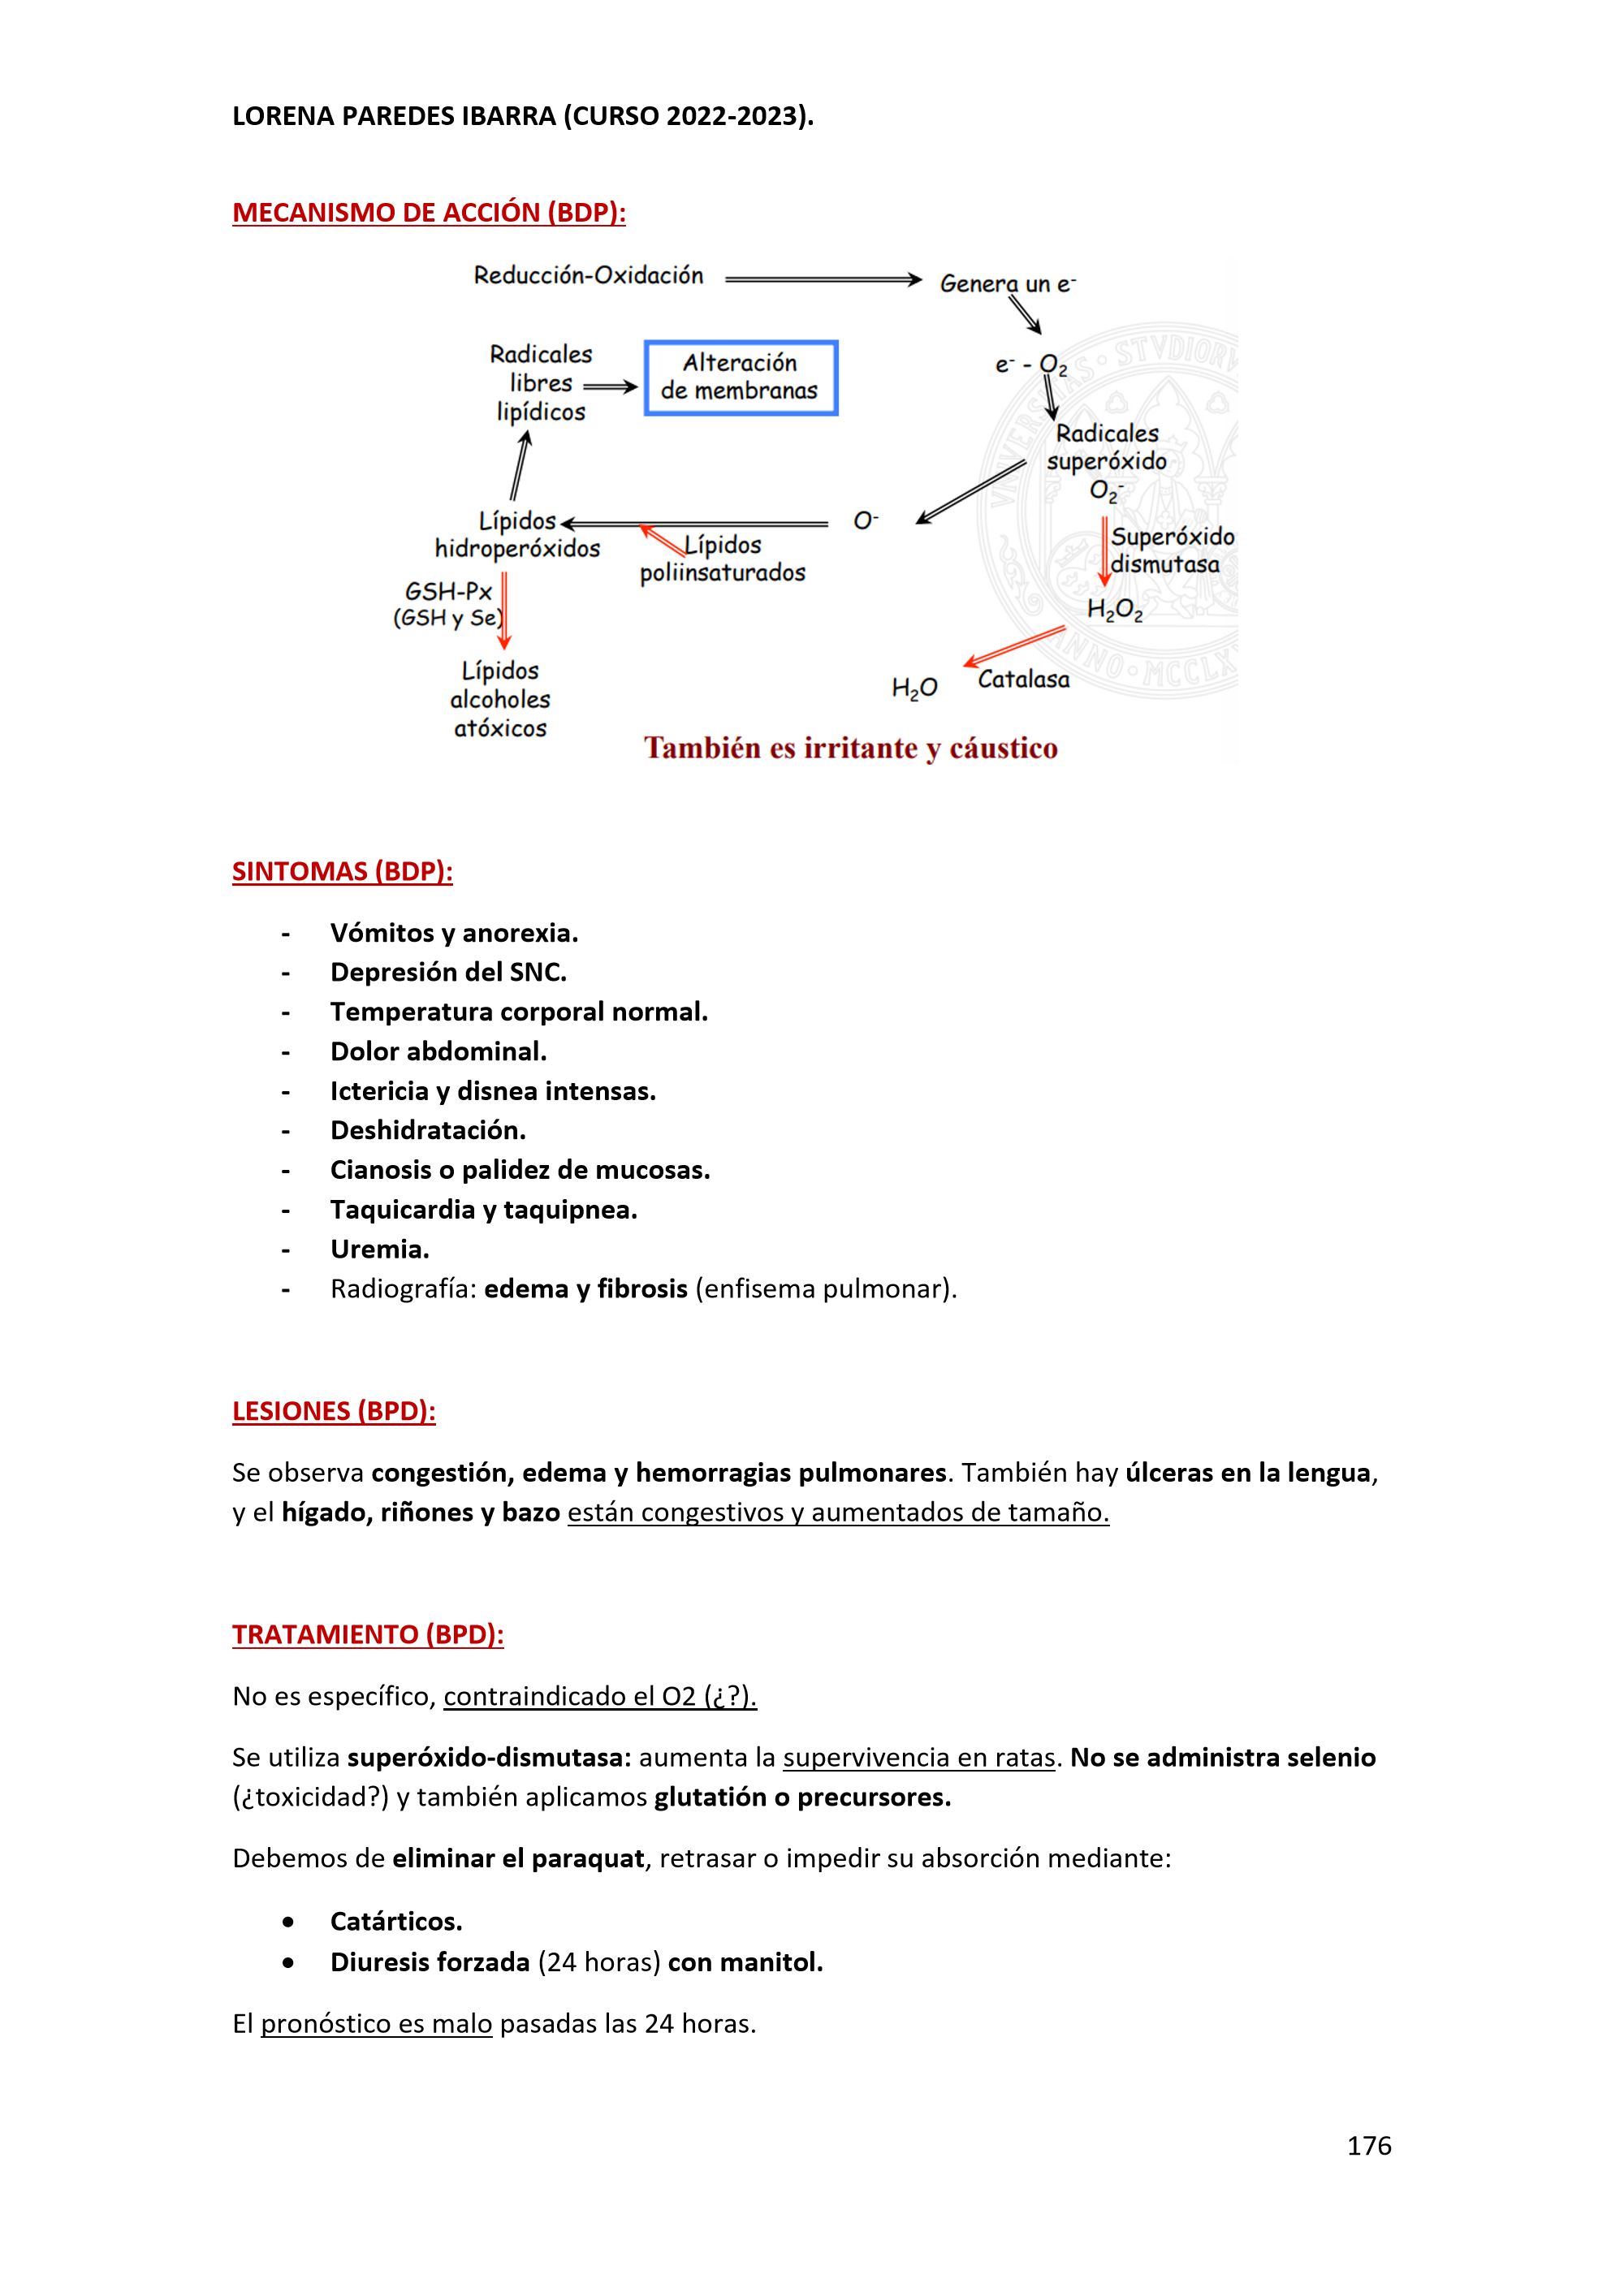 LORENA PAREDES IBARRA (CURSO 2022-2023).
MECANISMO DE ACCIÓN (BDP):
Reducción-Oxidación
Genera un e⁻
e⁻ - O₂
Radicales
libres
lipídicos
Alteración
de membranas
Radicales
superóxido
O₂⁻
Lípidos
hidroperóxidos
O⁻
Lípidos
poliinsaturados
Superóxido
dismutasa
GSH-Px
(GSH y Se)
H₂O₂
Lípidos
alcoholes
atóxicos
H₂O
Catalasa
También es irritante y cáustico
SINTOMAS (BDP):
- Vómitos y anorexia.
- Depresión del SNC.
- Temperatura corporal normal.
- Dolor abdominal.
- Ictericia y disnea intensas.
- Deshidratación.
- Cianosis o palidez de mucosas.
- Taquicardia y taquipnea.
- Uremia.
- Radiografía: edema y fibrosis (enfisema pulmonar).
LESIONES (BPD):
Se observa congestión, edema y hemorragias pulmonares. También hay úlceras en la lengua,
y el hígado, riñones y bazo están congestivos y aumentados de tamaño.
TRATAMIENTO (BPD):
No es específico, contraindicado el O2 (¿?).
Se utiliza superóxido-dismutasa: aumenta la supervivencia en ratas. No se administra selenio
(¿toxicidad?) y también aplicamos glutatión o precursores.
Debemos de eliminar el paraquat, retrasar o impedir su absorción mediante:
• Catárticos.
• Diuresis forzada (24 horas) con manitol.
El pronóstico es malo pasadas las 24 horas.
176